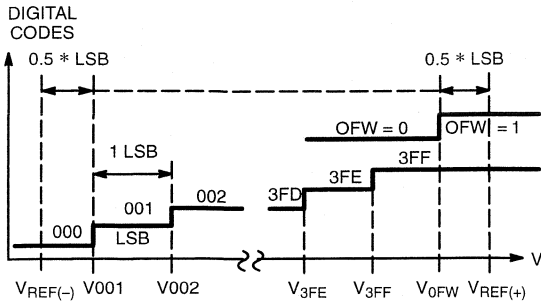 DIGITAL
CODES
0.5 * LSB
0.5 * LSB
OFW = 0
OFW = 1
1 LSB
3FF
002
3FD
3FE
001
000
LSB
V
VREF(–)
V001
V002
V3FE
V3FF
V0FW
VREF(+)